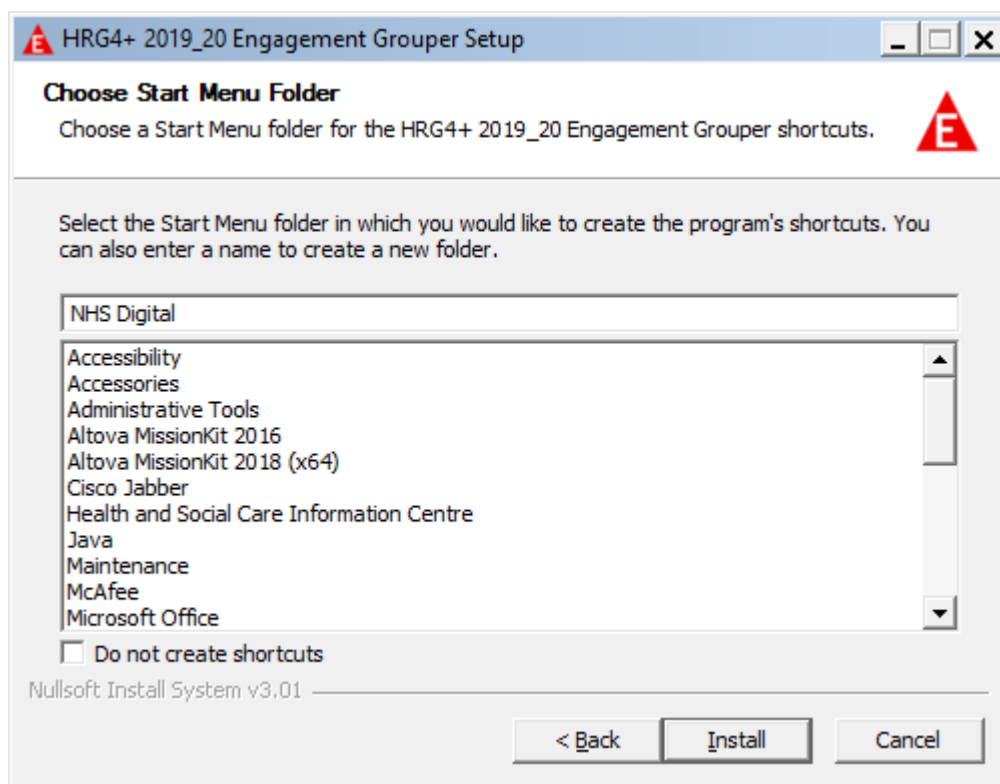 E HRG4+ 2019_20 Engagement Grouper Setup
Choose Start Menu Folder
Choose a Start Menu folder for the HRG4+ 2019_20 Engagement Grouper shortcuts.
E
Select the Start Menu folder in which you would like to create the program's shortcuts. You
can also enter a name to create a new folder.
NHS Digital
Accessibility
Accessories
Administrative Tools
Altova MissionKit 2016
Altova MissionKit 2018 (x64)
Cisco Jabber
Health and Social Care Information Centre
Java
Maintenance
McAfee
Microsoft Office
Do not create shortcuts
Nullsoft Install System v3.01
< Back Install Cancel